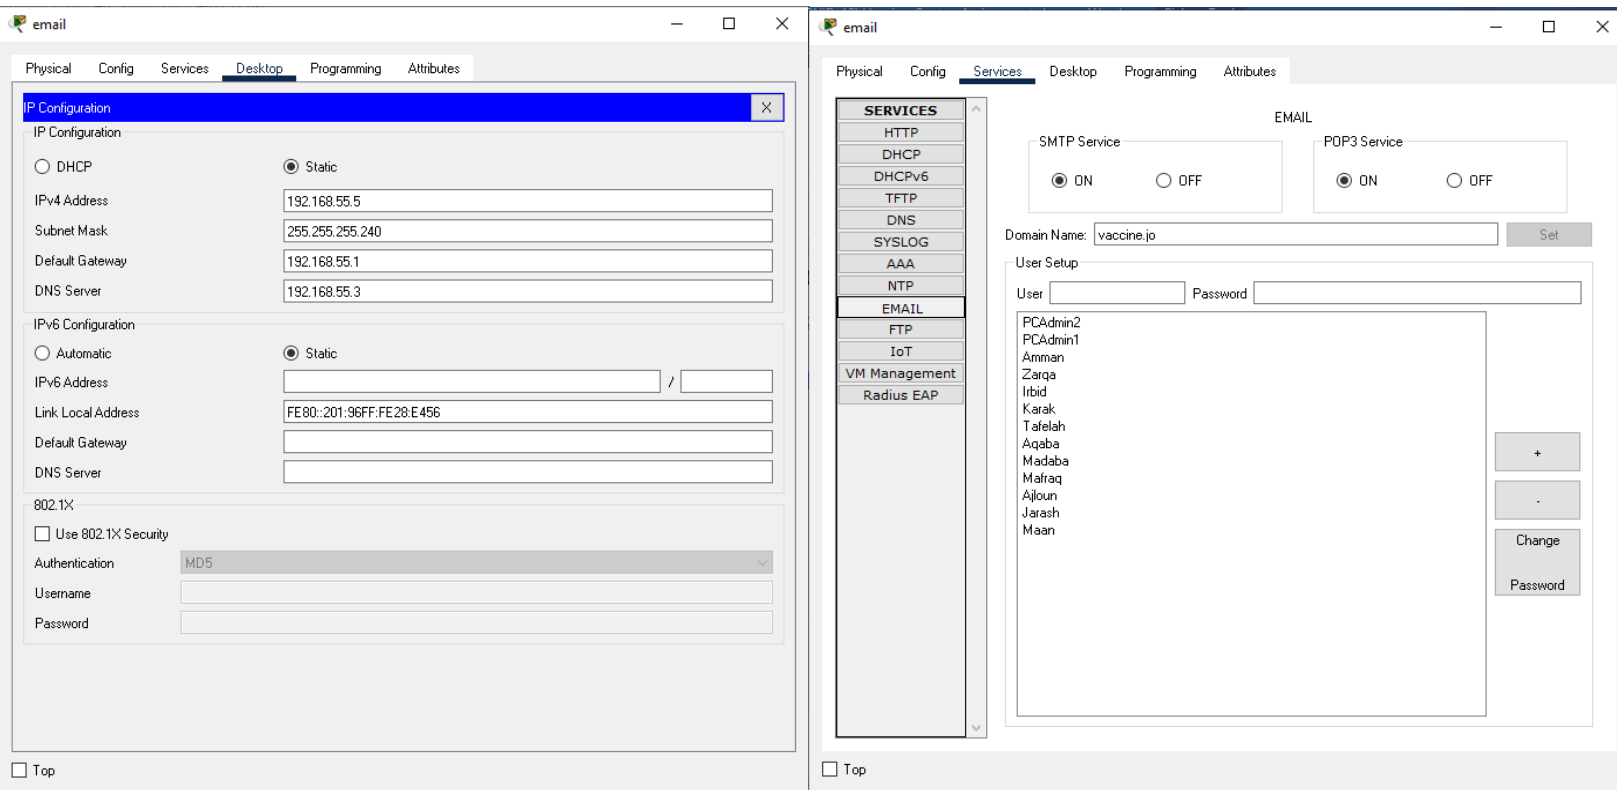 email
Physical Config Services Desktop Programming Attributes
IP Configuration X
IP Configuration
DHCP Static
IPv4 Address 192.168.55.5
Subnet Mask 255.255.255.240
Default Gateway 192.168.55.1
DNS Server 192.168.55.3
IPv6 Configuration
Automatic Static
IPv6 Address /
Link Local Address FE80::201:96FF:FE28:E456
Default Gateway
DNS Server
802.1X
Use 802.1X Security
Authentication MD5
Username
Password
Top
email
Physical Config Services Desktop Programming Attributes
SERVICES
HTTP
DHCP
DHCPv6
TFTP
DNS
SYSLOG
AAA
NTP
EMAIL
FTP
IoT
VM Management
Radius EAP
EMAIL
SMTP Service POP3 Service
ON OFF ON OFF
Domain Name: vaccine.jo Set
User Setup
User Password
PCAdmin2
PCAdmin1
Amman
Zarqa
Irbid
Karak
Tafelah
Aqaba
Madaba
Mafraq
Ajloun
Jarash
Maan
+
-
Change
Password
Top